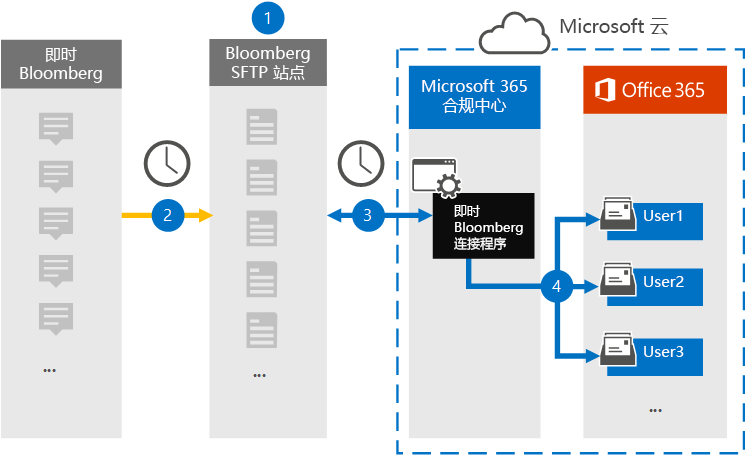 1
Microsoft 云
即时
Bloomberg
Bloomberg
SFTP 站点
Microsoft 365
合规中心
Office 365
2
3
即时
Bloomberg
连接程序
4
User1
User2
User3
...
...
...